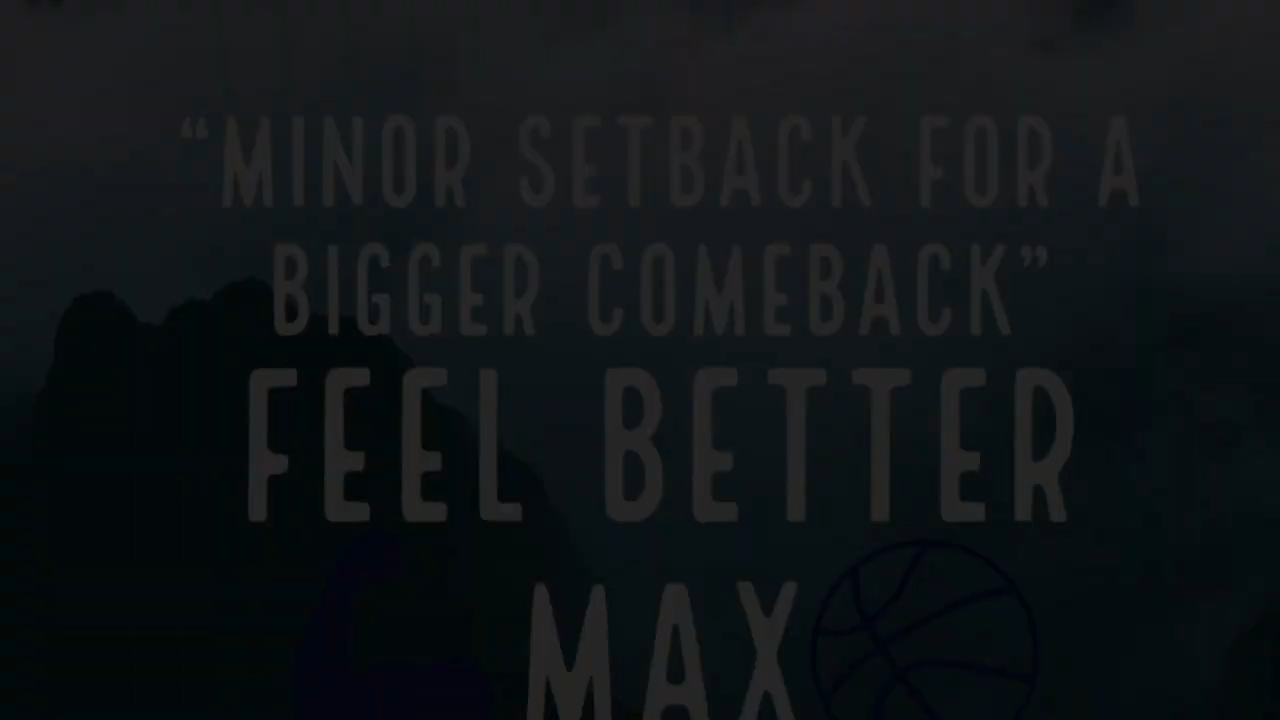 “MINOR SETBACK FOR A
BIGGER COMEBACK”
FEEL BETTER
MAX